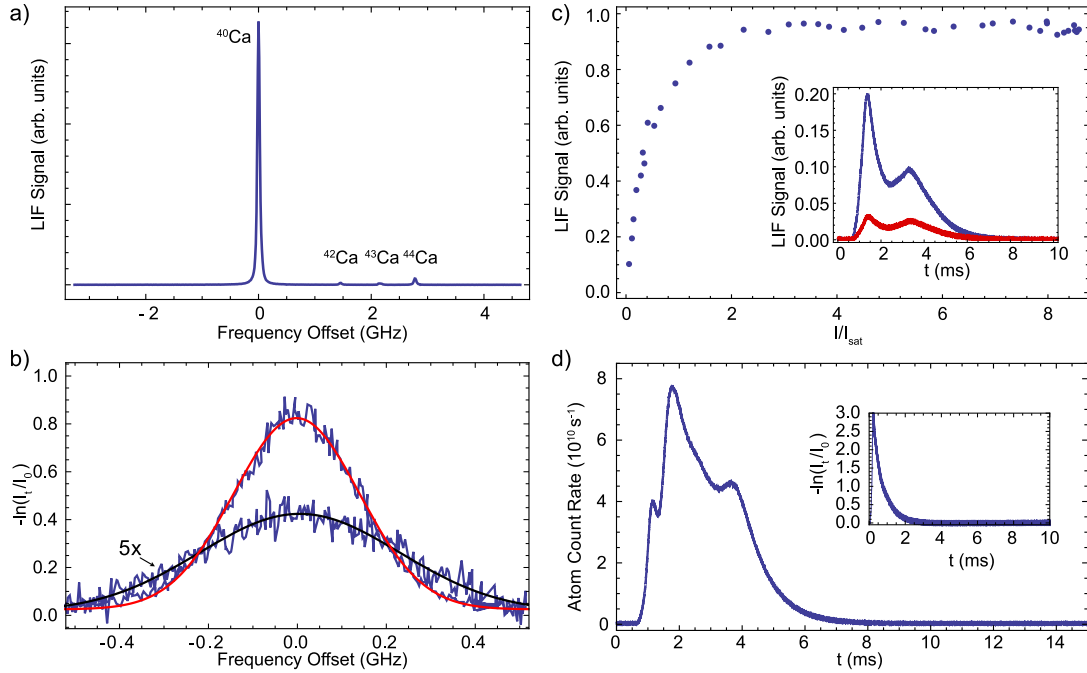 a)
LIF Signal (arb. units)
⁴⁰Ca
⁴²Ca ⁴³Ca ⁴⁴Ca
- 2 0 2 4
Frequency Offset (GHz)
b)
-ln(Iₜ/I₀)
1.0
0.8
0.6
0.4
0.2
0.0
5x
-0.4 -0.2 0.0 0.2 0.4
Frequency Offset (GHz)
c)
LIF Signal (arb. units)
1.0
0.8
0.6
0.4
0.2
0.0
0 2 4 6 8
I/Iₛₐₜ
LIF Signal (arb. units)
0.20
0.15
0.10
0.05
0.00
0 2 4 6 8 10
t (ms)
d)
Atom Count Rate (10¹⁰ s⁻¹)
8
6
4
2
0
0 2 4 6 8 10 12 14
t (ms)
-ln(Iₜ/I₀)
3.0
2.5
2.0
1.5
1.0
0.5
0.0
0 2 4 6 8 10
t (ms)